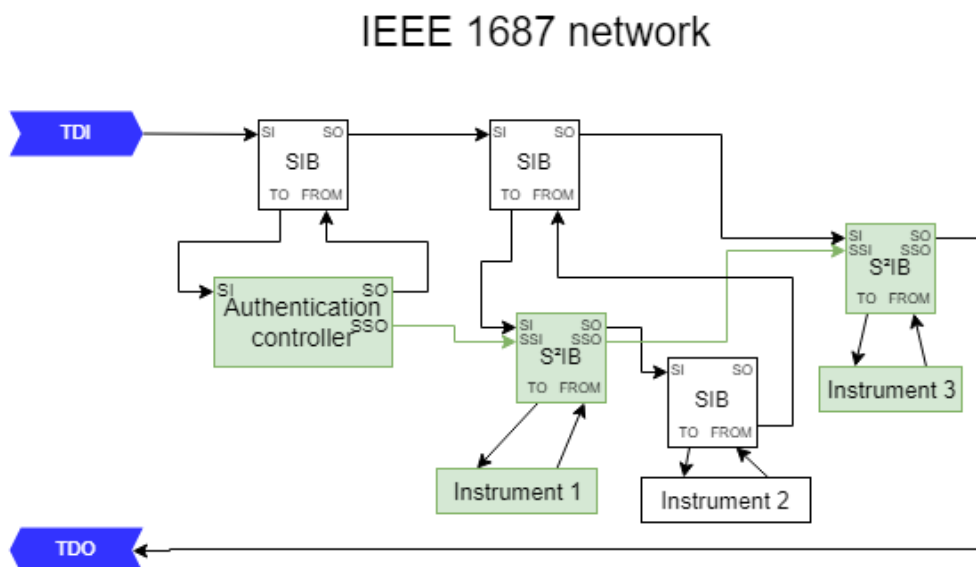 IEEE 1687 network
TDI
SI SO
SIB
TO FROM
SI SO
SIB
TO FROM
SI SO
SSI SSO
S²IB
TO FROM
SI SO
Authentication
controller
SSO
SI SO
SSI SSO
S²IB
TO FROM
SI SO
SIB
TO FROM
Instrument 3
Instrument 1
Instrument 2
TDO